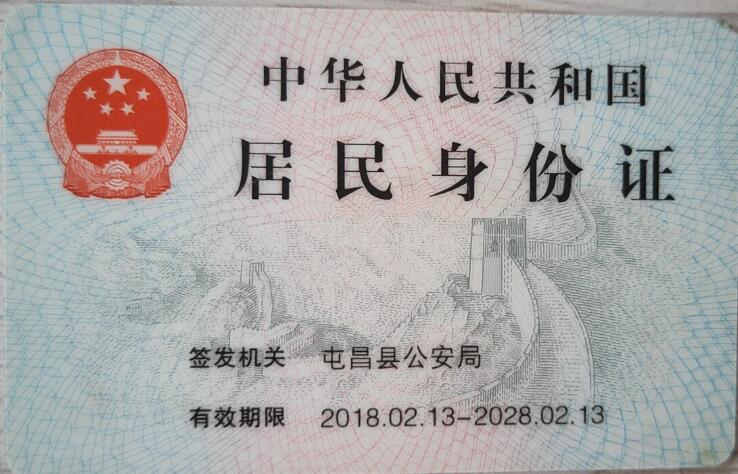 中华人民共和国
居民身份证
签发机关 屯昌县公安局
有效期限 2018.02.13-2028.02.13